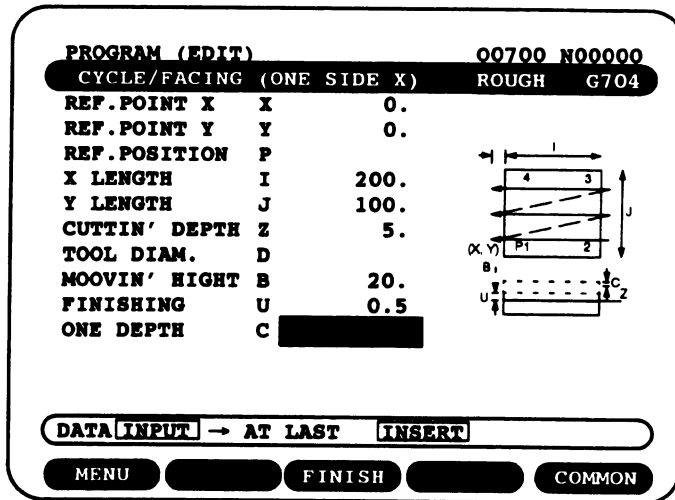 PROGRAM (EDIT) O0700 N00000
CYCLE/FACING (ONE SIDE X) ROUGH G704
REF.POINT X X 0.
REF.POINT Y Y 0.
REF.POSITION P
X LENGTH I 200.
Y LENGTH J 100.
CUTTIN' DEPTH Z 5.
TOOL DIAM. D
MOOVIN' HIGHT B 20.
FINISHING U 0.5
ONE DEPTH C
I
4 3
J
(X, Y) P1 2
B
C
U Z
DATA INPUT → AT LAST INSERT
MENU FINISH COMMON